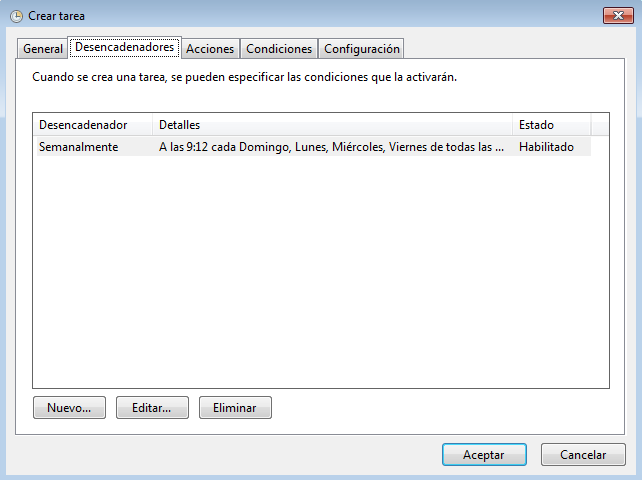 Crear tarea
General Desencadenadores Acciones Condiciones Configuración
Cuando se crea una tarea, se pueden especificar las condiciones que la activarán.
Desencadenador Detalles Estado
Semanalmente A las 9:12 cada Domingo, Lunes, Miércoles, Viernes de todas las ... Habilitado
Nuevo... Editar... Eliminar
Aceptar Cancelar